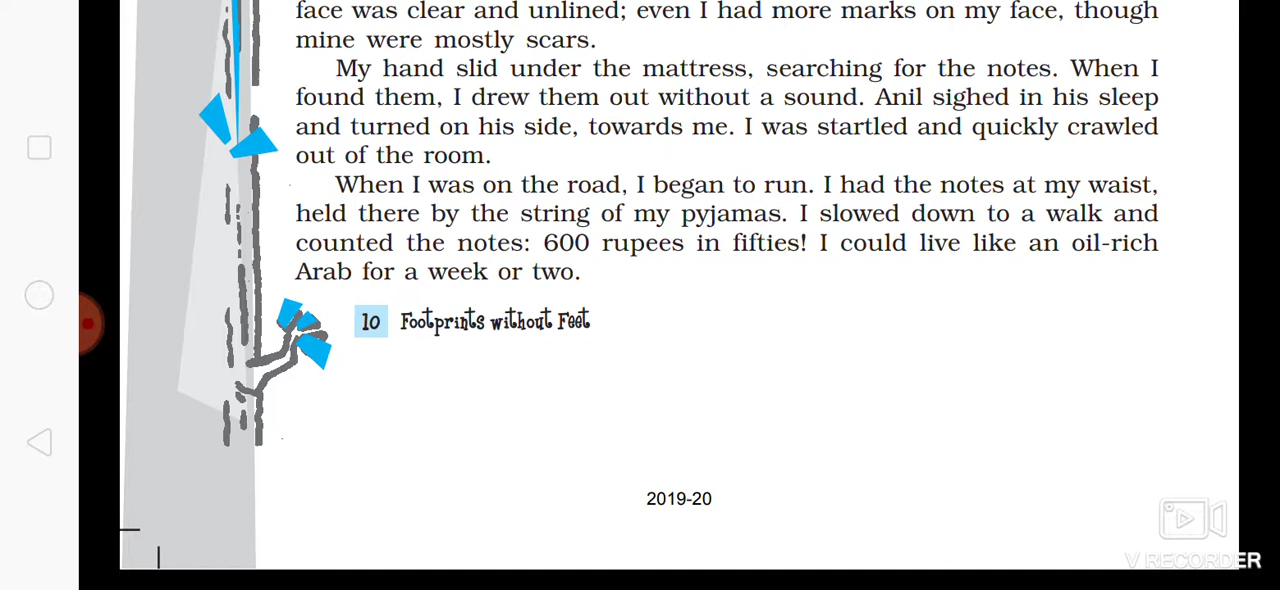 face was clear and unlined; even I had more marks on my face, though
mine were mostly scars.
My hand slid under the mattress, searching for the notes. When I
found them, I drew them out without a sound. Anil sighed in his sleep
and turned on his side, towards me. I was startled and quickly crawled
out of the room.
When I was on the road, I began to run. I had the notes at my waist,
held there by the string of my pyjamas. I slowed down to a walk and
counted the notes: 600 rupees in fifties! I could live like an oil-rich
Arab for a week or two.
10 Footprints without Feet
2019-20
V RECORDER